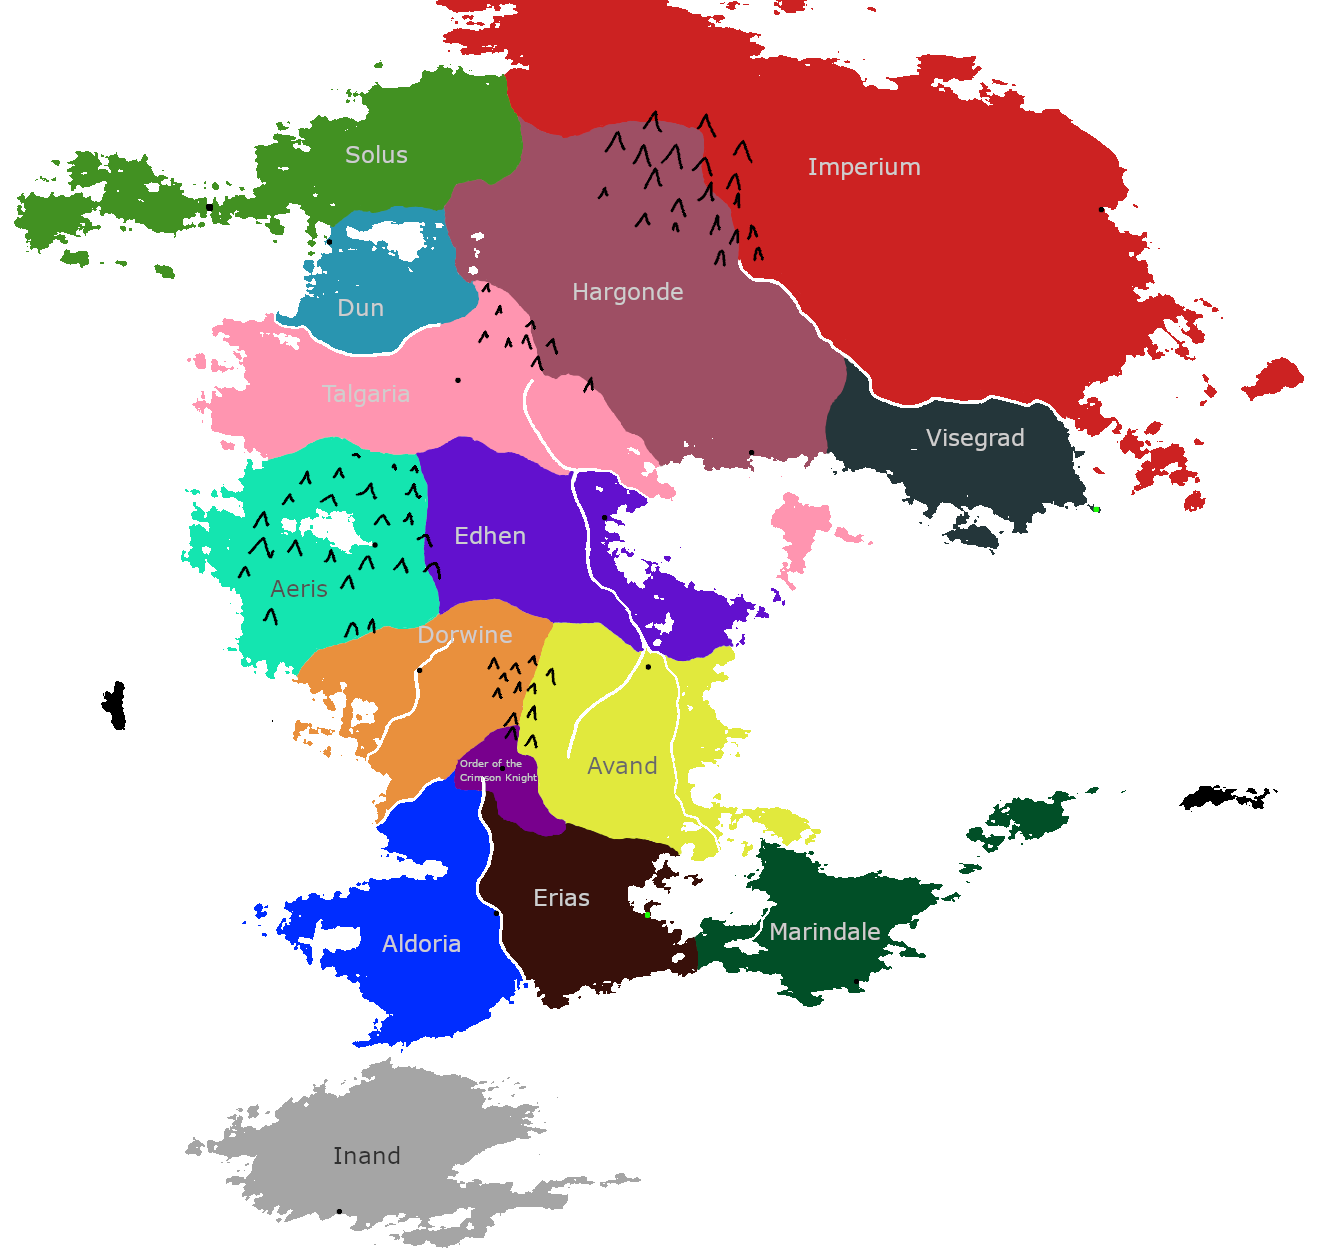 Solus
Imperium
Hargonde
Dun
Talgaria
Visegrad
Edhen
Aeris
Dorwine
Order of the
Crimson Knight
Avand
Erias
Marindale
Aldoria
Inand